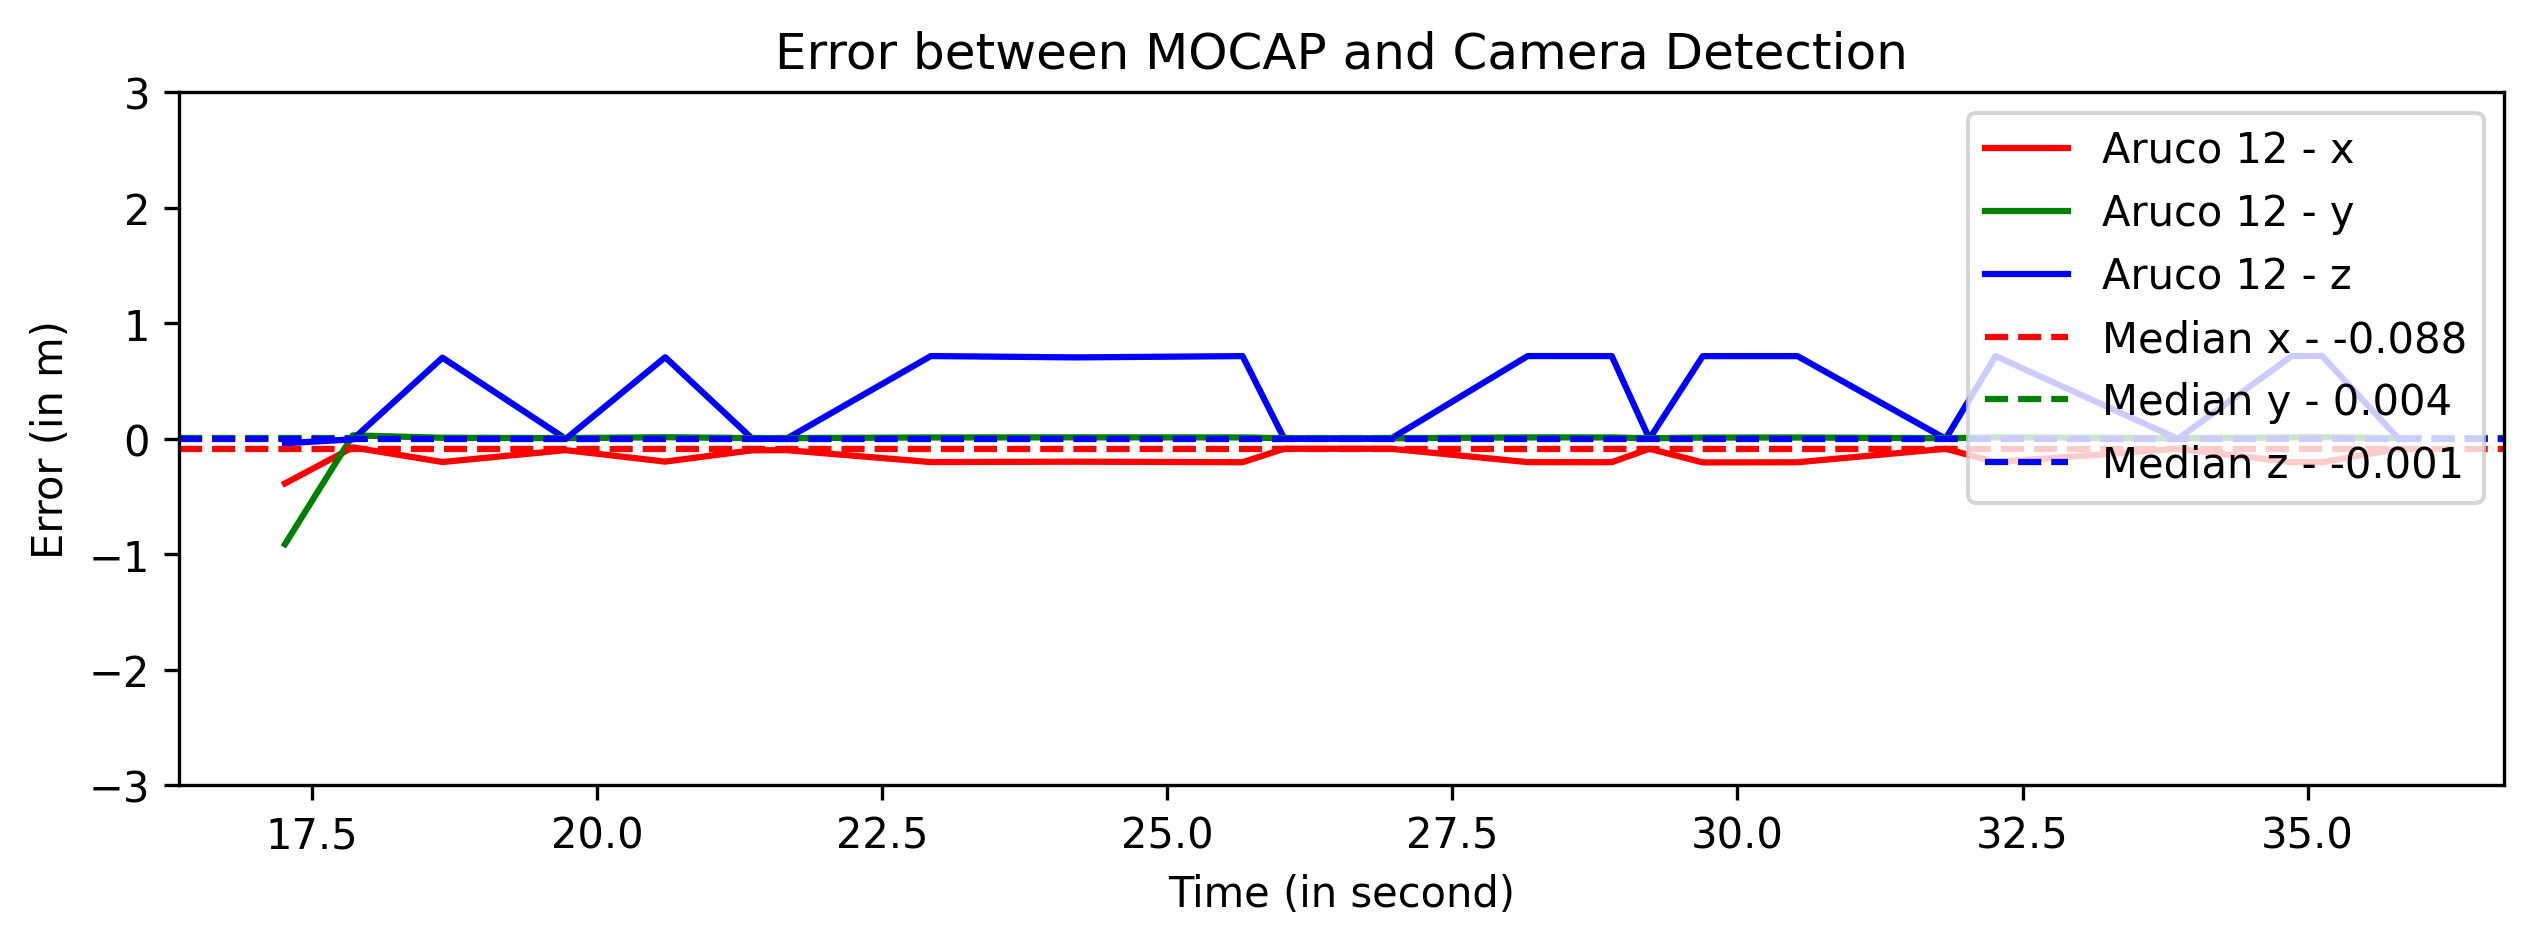 Error between MOCAP and Camera Detection
3
2
1
0
−1
−2
−3
Error (in m)
Aruco 12 - x
Aruco 12 - y
Aruco 12 - z
Median x - -0.088
Median y - 0.004
Median z - -0.001
17.5 20.0 22.5 25.0 27.5 30.0 32.5 35.0
Time (in second)